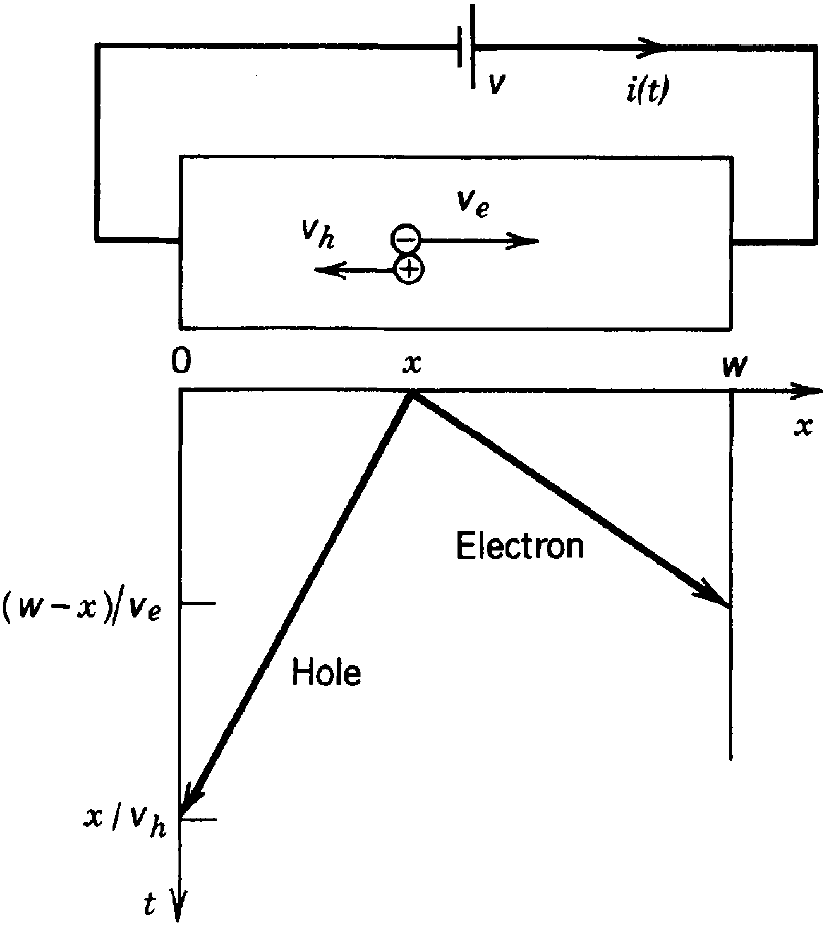 v
i(t)
v_e
v_h
−
+
0 x w
x
Electron
(w − x)/v_e
Hole
x / v_h
t